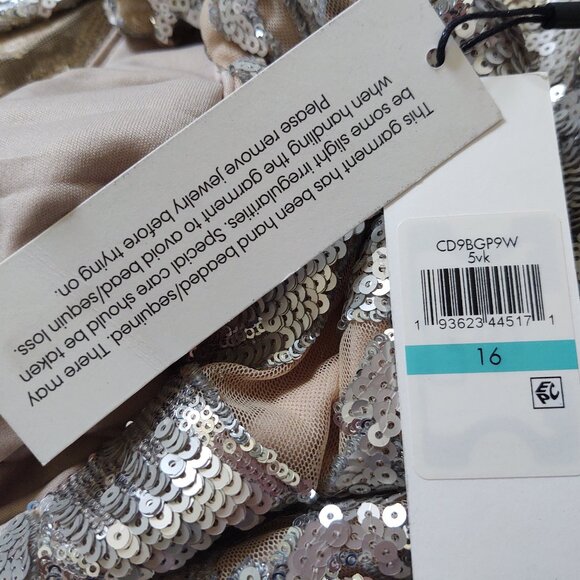 This garment has been hand beaded/sequined. There may
be some slight irregularities. Special care should be taken
when handling the garment to avoid bead/sequin loss.
Please remove jewelry before trying on.
CD9BGP9W
5vk
1 93623 44517 1
16
EPC